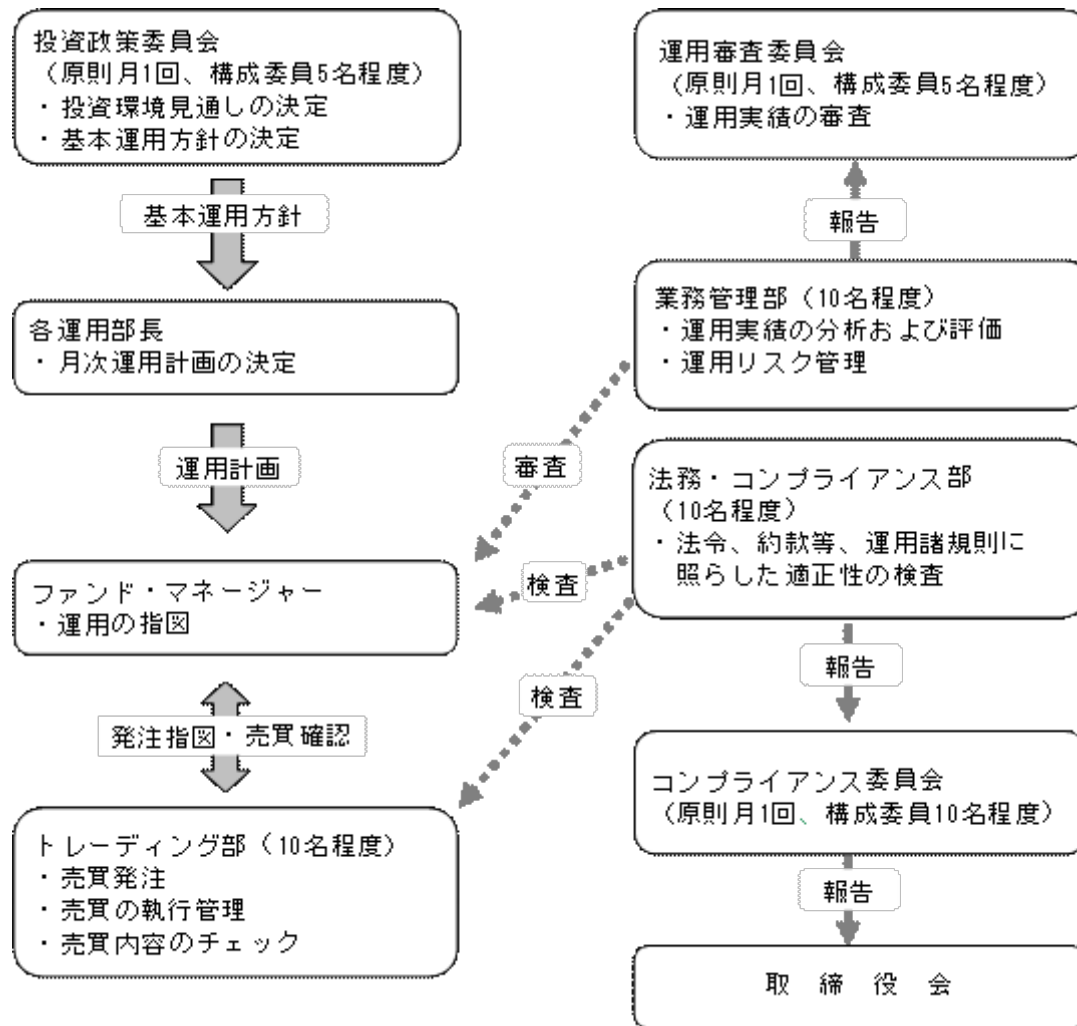 投資政策委員会
（原則月1回、構成委員5名程度）
・投資環境見通しの決定
・基本運用方針の決定
基本運用方針
各運用部長
・月次運用計画の決定
運用計画
ファンド・マネージャー
・運用の指図
発注指図・売買確認
トレーディング部（10名程度）
・売買発注
・売買の執行管理
・売買内容のチェック
運用審査委員会
（原則月1回、構成委員5名程度）
・運用実績の審査
報告
業務管理部（10名程度）
・運用実績の分析および評価
・運用リスク管理
審査
法務・コンプライアンス部
（10名程度）
・法令、約款等、運用諸規則に
照らした適正性の検査
検査
検査
報告
コンプライアンス委員会
（原則月1回、構成委員10名程度）
報告
取締役会